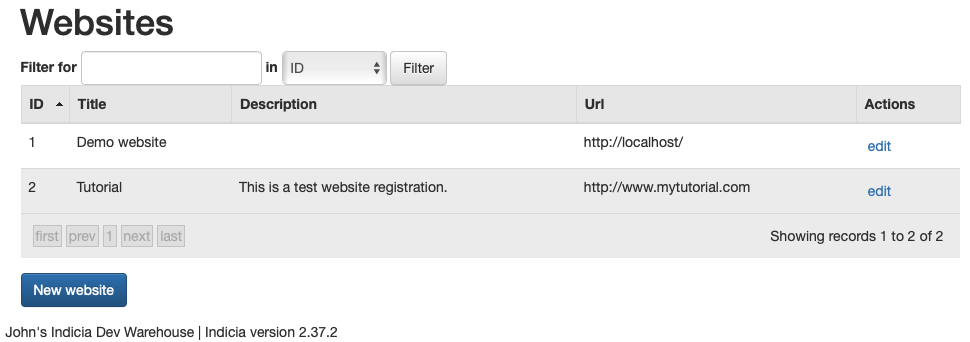 Websites
Filter for in ID Filter
ID Title Description Url Actions
1 Demo website http://localhost/ edit
2 Tutorial This is a test website registration. http://www.mytutorial.com edit
first prev 1 next last Showing records 1 to 2 of 2
New website
John's Indicia Dev Warehouse | Indicia version 2.37.2